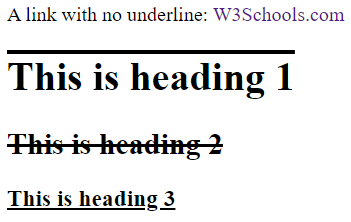 A link with no underline: W3Schools.com
This is heading 1
This is heading 2
This is heading 3